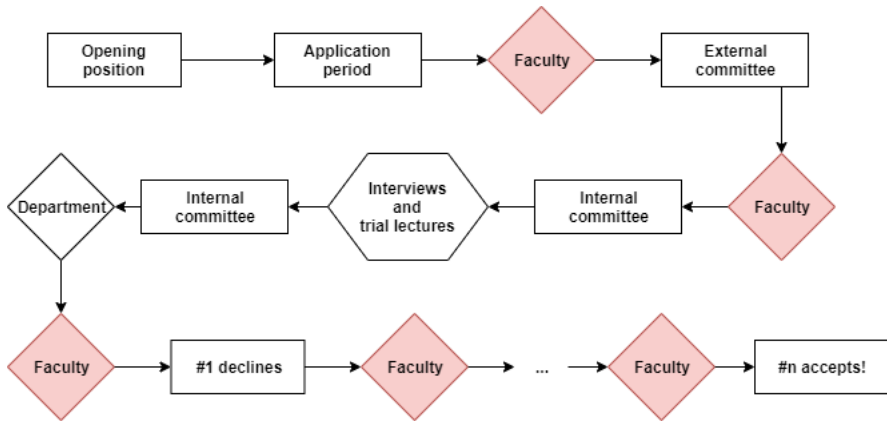 Opening
position
Application
period
Faculty
External
committee
Faculty
Internal
committee
Interviews
and
trial lectures
Internal
committee
Department
Faculty
#1 declines
Faculty
...
Faculty
#n accepts!